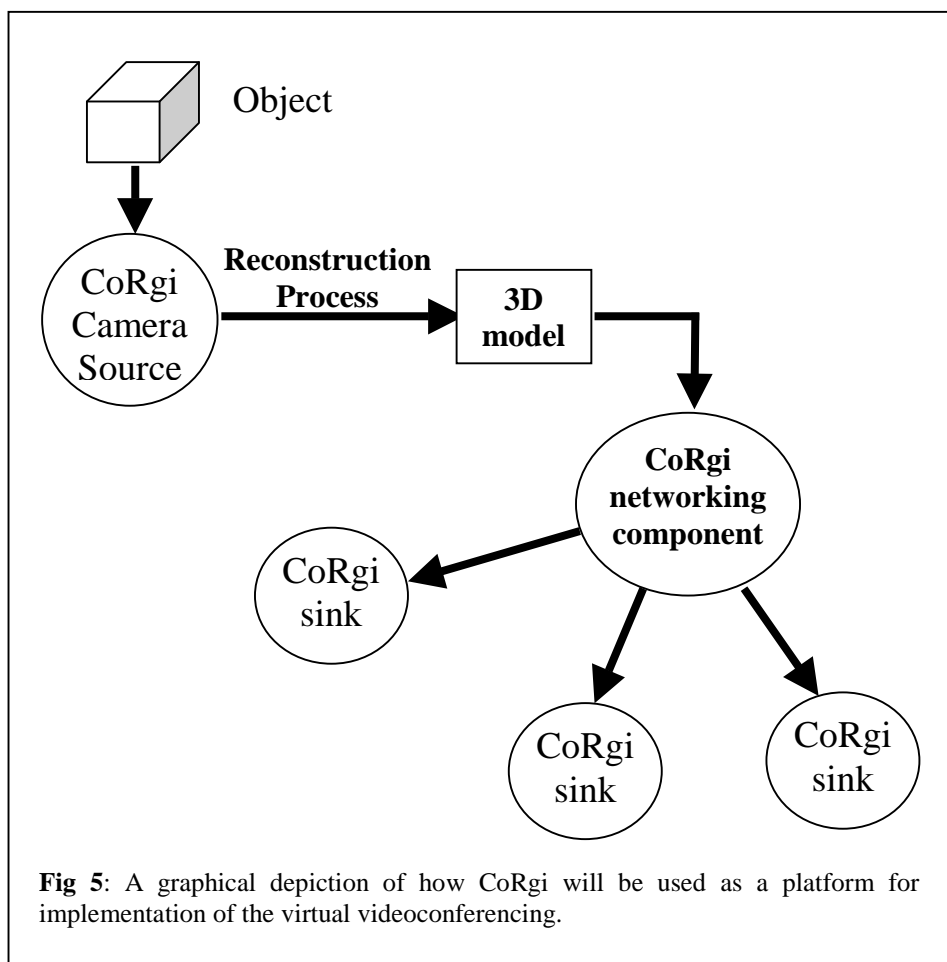 Object
CoRgi
Camera
Source
Reconstruction
Process
3D
model
CoRgi
networking
component
CoRgi
sink
CoRgi
sink
CoRgi
sink
Fig 5: A graphical depiction of how CoRgi will be used as a platform for
implementation of the virtual videoconferencing.